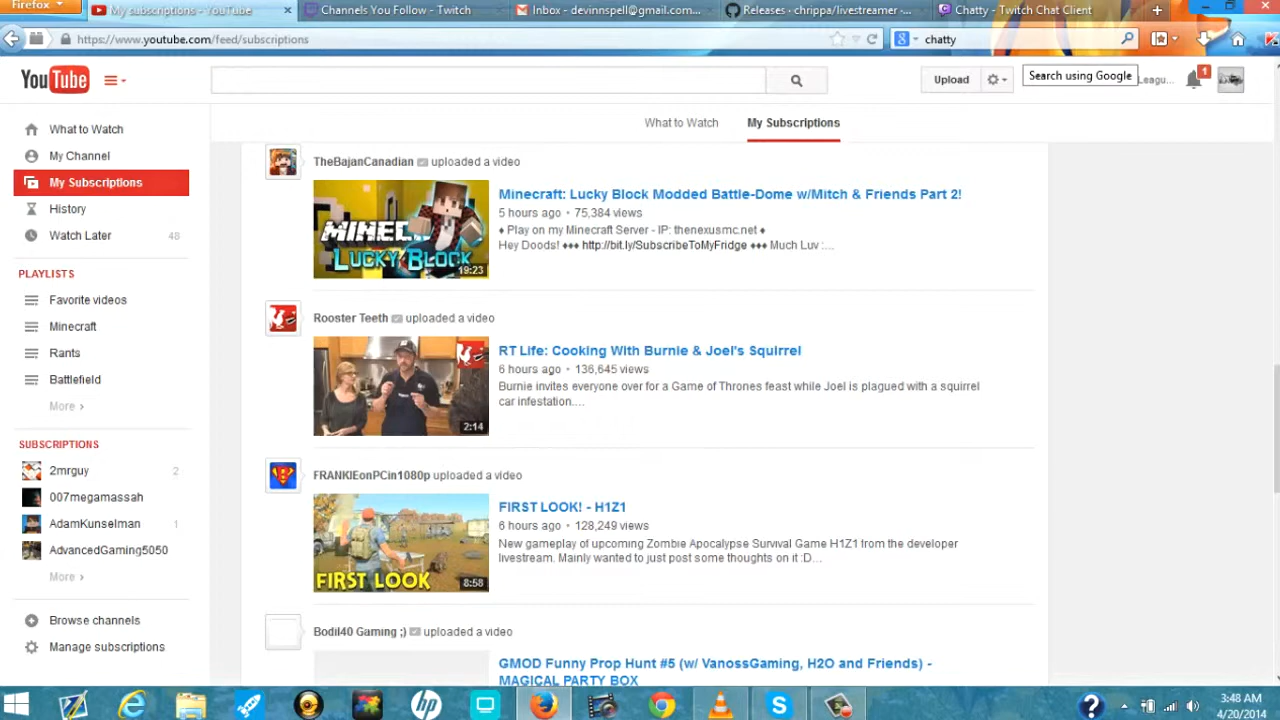 Firefox
My subscriptions - YouTube
Channels You Follow - Twitch
Inbox - devinnspell@gmail.com...
Releases · chrippa/livestreamer ·...
Chatty - Twitch Chat Client
https://www.youtube.com/feed/subscriptions
chatty
YouTube
Upload
Search using Google
Leagu...
1
What to Watch
My Subscriptions
What to Watch
My Channel
My Subscriptions
History
Watch Later 48
PLAYLISTS
Favorite videos
Minecraft
Rants
Battlefield
More ›
SUBSCRIPTIONS
2mrguy 2
007megamassah
AdamKunselman 1
AdvancedGaming5050
More ›
Browse channels
Manage subscriptions
TheBajanCanadian uploaded a video
MINEC
LUCKY BLOCK
19:23
Minecraft: Lucky Block Modded Battle-Dome w/Mitch & Friends Part 2!
5 hours ago • 75,384 views
♦ Play on my Minecraft Server - IP: thenexusmc.net ♦
Hey Doods! ♦♦♦ http://bit.ly/SubscribeToMyFridge ♦♦♦ Much Luv :...
Rooster Teeth uploaded a video
2:14
RT Life: Cooking With Burnie & Joel's Squirrel
6 hours ago • 136,645 views
Burnie invites everyone over for a Game of Thrones feast while Joel is plagued with a squirrel
car infestation....
FRANKIEonPCin1080p uploaded a video
FIRST LOOK
8:58
FIRST LOOK! - H1Z1
6 hours ago • 128,249 views
New gameplay of upcoming Zombie Apocalypse Survival Game H1Z1 from the developer
livestream. Mainly wanted to just post some thoughts on it :D...
Bodil40 Gaming ;) uploaded a video
GMOD Funny Prop Hunt #5 (w/ VanossGaming, H2O and Friends) -
MAGICAL PARTY BOX
hp
3:48 AM
4/20/2014